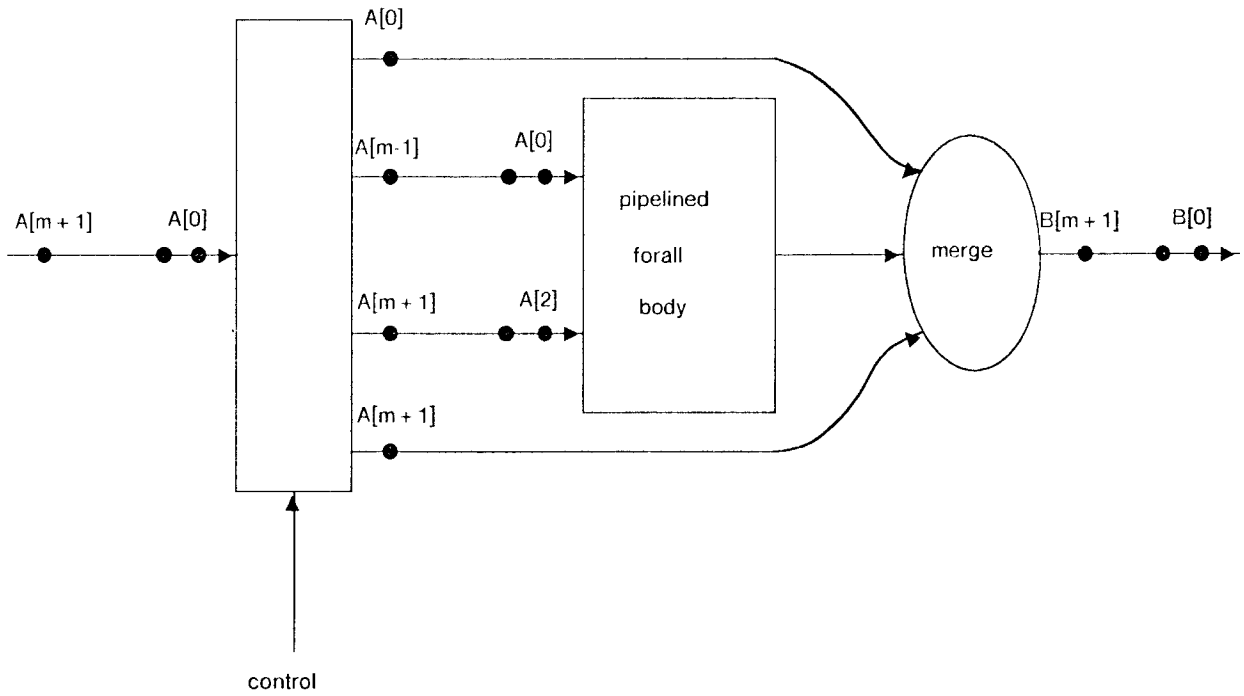 A[0]
A[m-1]
A[0]
A[m + 1]
A[0]
pipelined
forall
body
merge
B[m + 1]
B[0]
A[m + 1]
A[2]
A[m + 1]
control